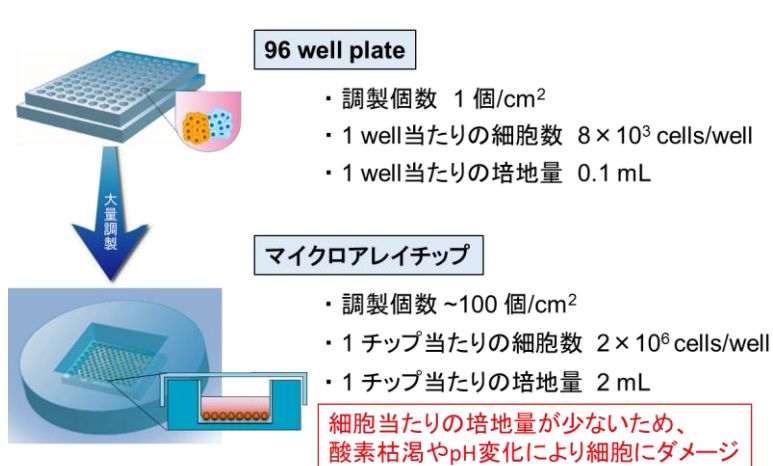 96 well plate
・調製個数 1 個/cm²
・1 well当たりの細胞数 8×10³ cells/well
・1 well当たりの培地量 0.1 mL
大量調製
マイクロアレイチップ
・調製個数 ~100 個/cm²
・1 チップ当たりの細胞数 2×10⁶ cells/well
・1 チップ当たりの培地量 2 mL
細胞当たりの培地量が少ないため、
酸素枯渇やpH変化により細胞にダメージ